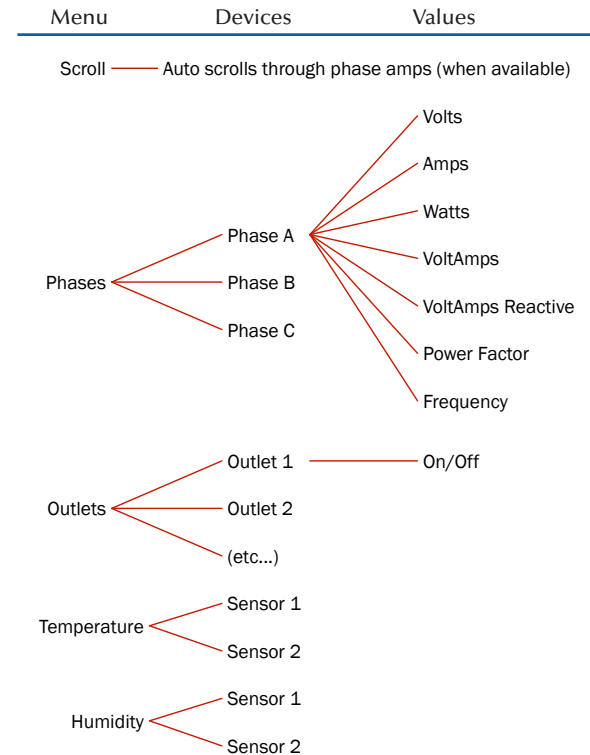 Menu Devices Values
Scroll Auto scrolls through phase amps (when available)
Volts
Amps
Watts
Phase A
VoltAmps
Phases Phase B
VoltAmps Reactive
Phase C
Power Factor
Frequency
Outlet 1 On/Off
Outlets Outlet 2
(etc...)
Sensor 1
Temperature
Sensor 2
Sensor 1
Humidity
Sensor 2